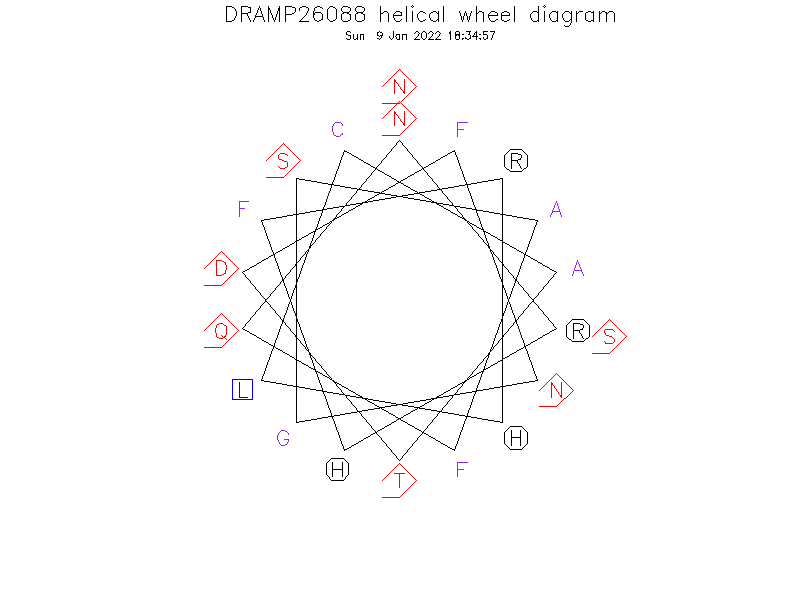 DRAMP26088 helical wheel diagram
Sun 9 Jan 2022 18:34:57
N
N
C F
S R
F A
D A
Q R S
L N
G H
H F
T